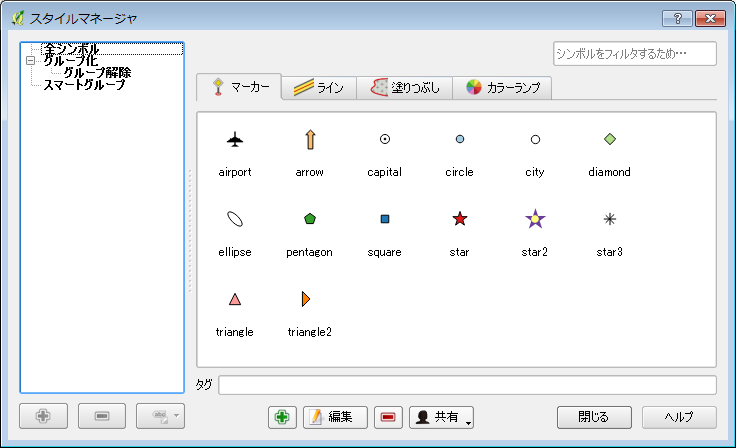 スタイルマネージャ
全シンボル
グループ化
グループ解除
スマートグループ
シンボルをフィルタするため…
マーカー ライン 塗りつぶし カラーランプ
airport arrow capital circle city diamond
ellipse pentagon square star star2 star3
triangle triangle2
タグ
編集 共有 閉じる ヘルプ